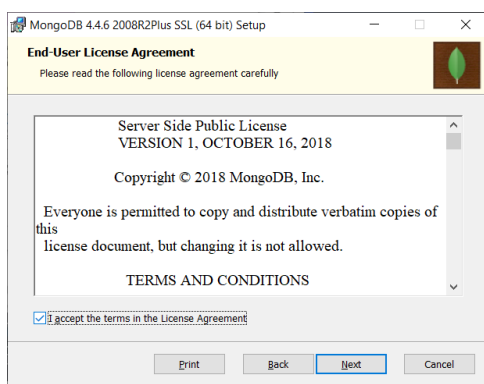 MongoDB 4.4.6 2008R2Plus SSL (64 bit) Setup
End-User License Agreement
Please read the following license agreement carefully
Server Side Public License
VERSION 1, OCTOBER 16, 2018
Copyright © 2018 MongoDB, Inc.
Everyone is permitted to copy and distribute verbatim copies of
this
license document, but changing it is not allowed.
TERMS AND CONDITIONS
I accept the terms in the License Agreement
Print Back Next Cancel